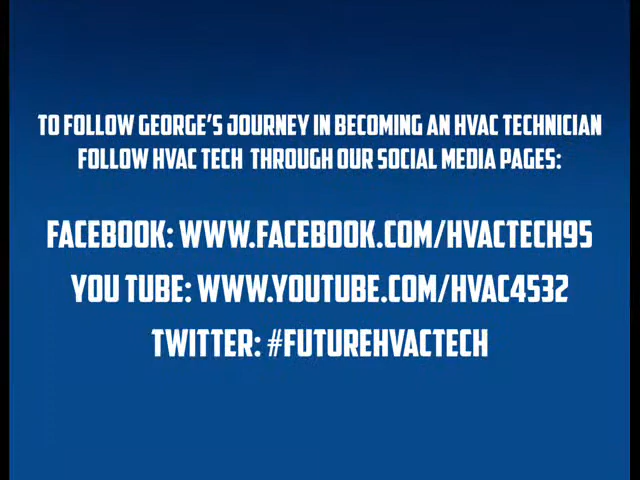 TO FOLLOW GEORGE'S JOURNEY IN BECOMING AN HVAC TECHNICIAN
FOLLOW HVAC TECH THROUGH OUR SOCIAL MEDIA PAGES:
FACEBOOK: WWW.FACEBOOK.COM/HVACTECH95
YOU TUBE: WWW.YOUTUBE.COM/HVAC4532
TWITTER: #FUTUREHVACTECH